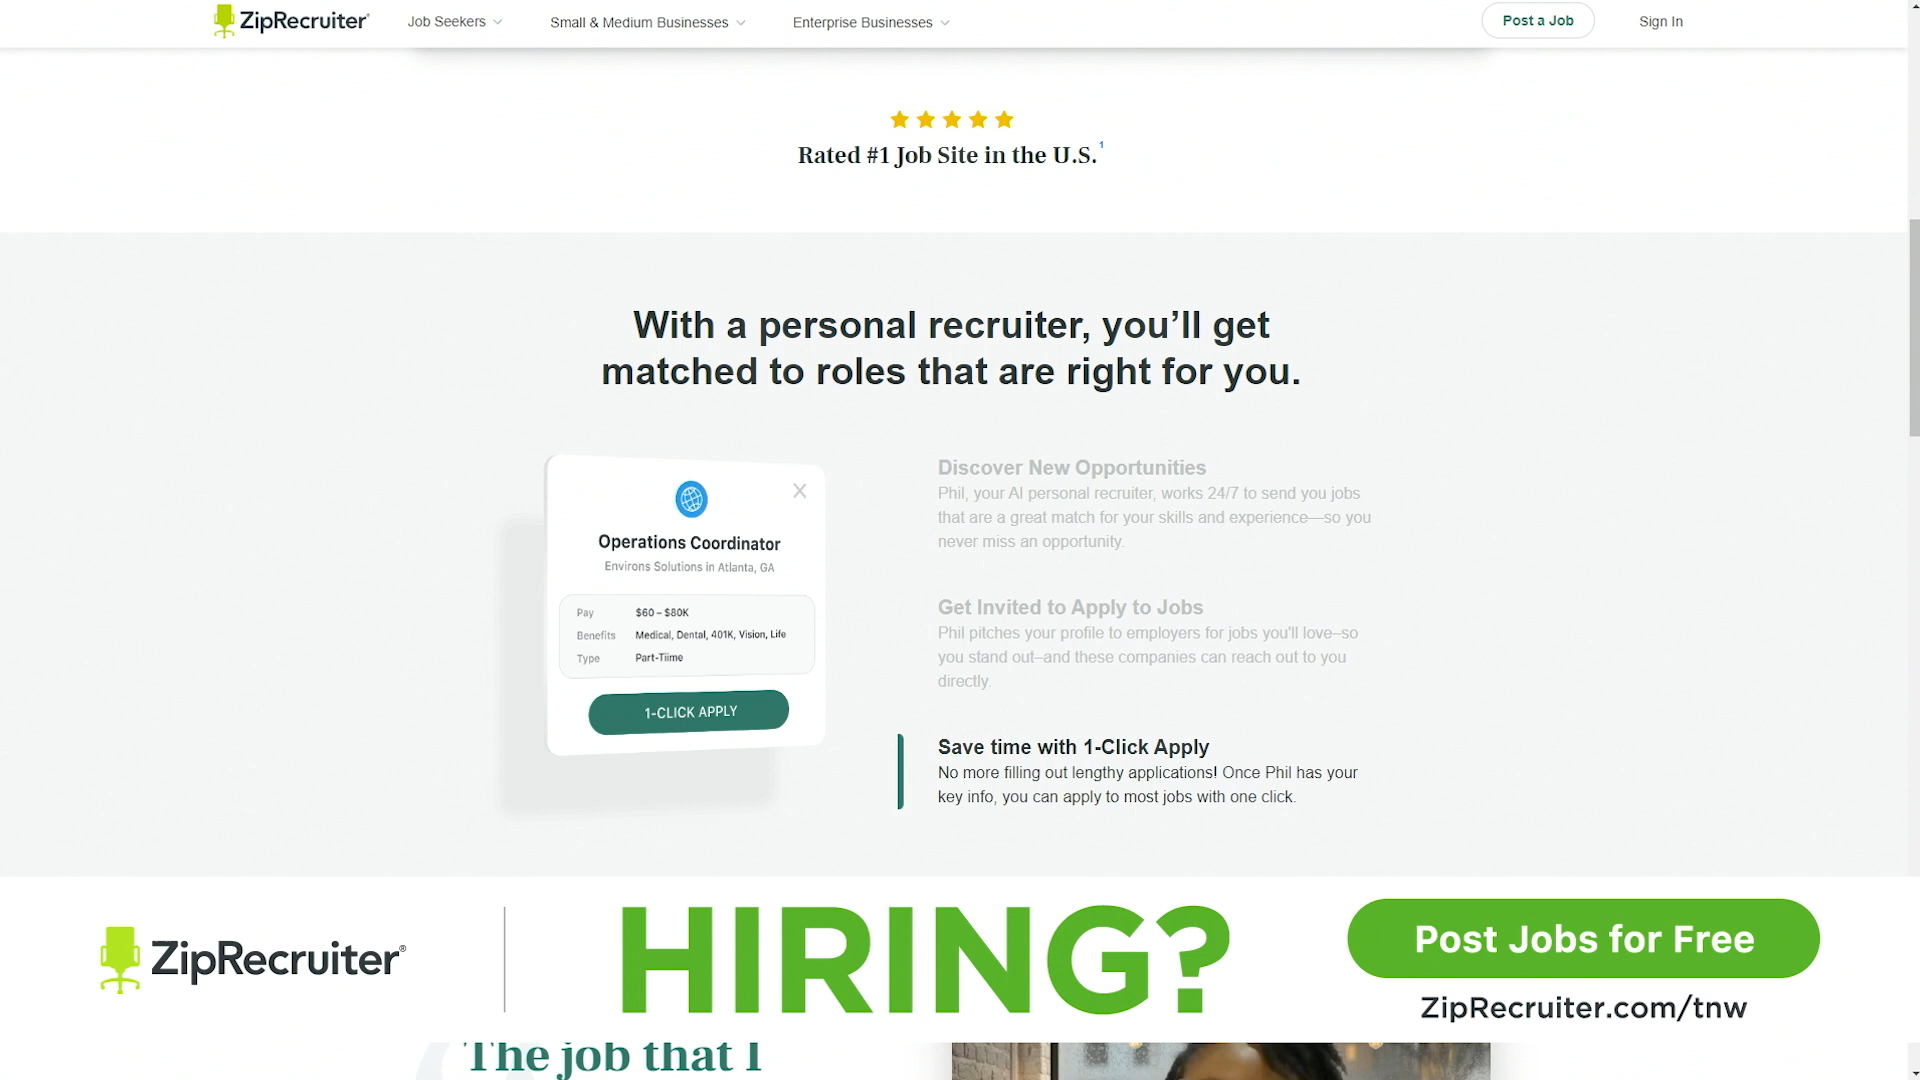 ZipRecruiter®
Job Seekers
Small & Medium Businesses
Enterprise Businesses
Post a Job
Sign In
Rated #1 Job Site in the U.S.¹
With a personal recruiter, you’ll get
matched to roles that are right for you.
Operations Coordinator
Environs Solutions in Atlanta, GA
Pay $60 – $80K
Benefits Medical, Dental, 401K, Vision, Life
Type Part-Tiime
1-CLICK APPLY
Discover New Opportunities
Phil, your AI personal recruiter, works 24/7 to send you jobs
that are a great match for your skills and experience—so you
never miss an opportunity.
Get Invited to Apply to Jobs
Phil pitches your profile to employers for jobs you'll love–so
you stand out–and these companies can reach out to you
directly.
Save time with 1-Click Apply
No more filling out lengthy applications! Once Phil has your
key info, you can apply to most jobs with one click.
ZipRecruiter®
HIRING?
Post Jobs for Free
ZipRecruiter.com/tnw
The job that I